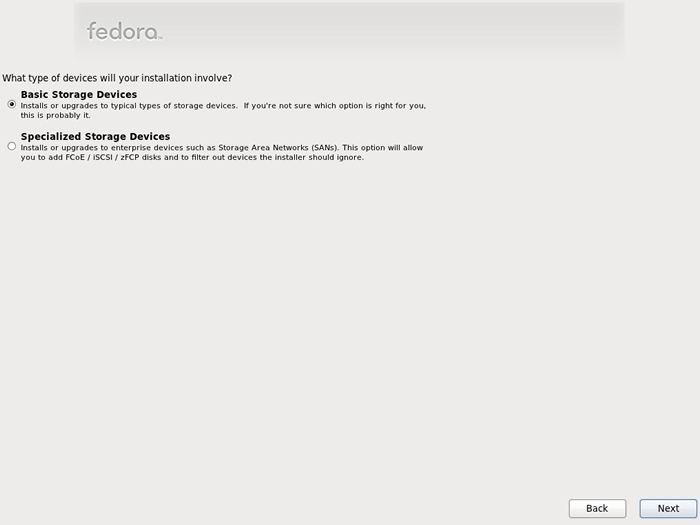 fedora
What type of devices will your installation involve?
Basic Storage Devices
Installs or upgrades to typical types of storage devices.  If you're not sure which option is right for you,
this is probably it.
Specialized Storage Devices
Installs or upgrades to enterprise devices such as Storage Area Networks (SANs). This option will allow
you to add FCoE / iSCSI / zFCP disks and to filter out devices the installer should ignore.
Back
Next